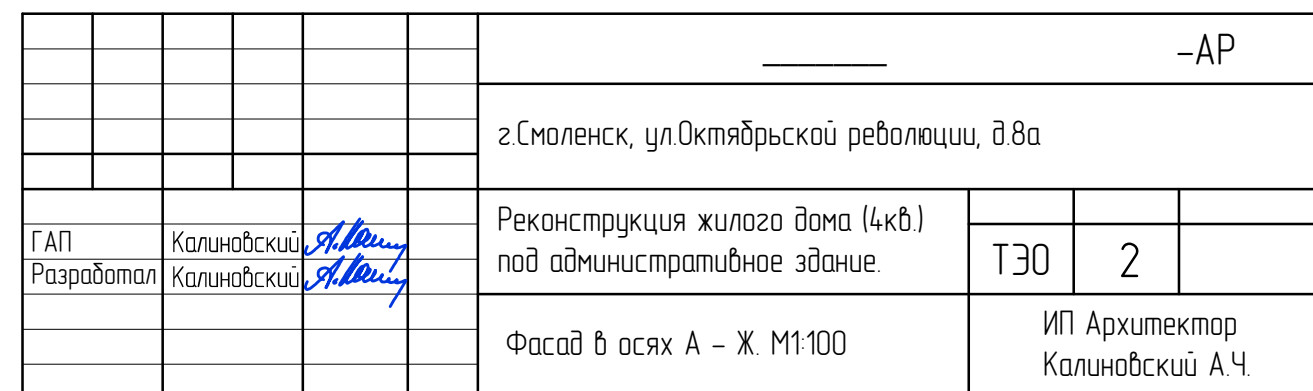 _______ -АР
г.Смоленск, ул.Октябрьской революции, д.8а
Реконструкция жилого дома (4кв.)
под административное здание.
ГАП Калиновский
Разработал Калиновский
ТЭО 2
Фасад в осях А – Ж. М1:100
ИП Архитектор
Калиновский А.Ч.